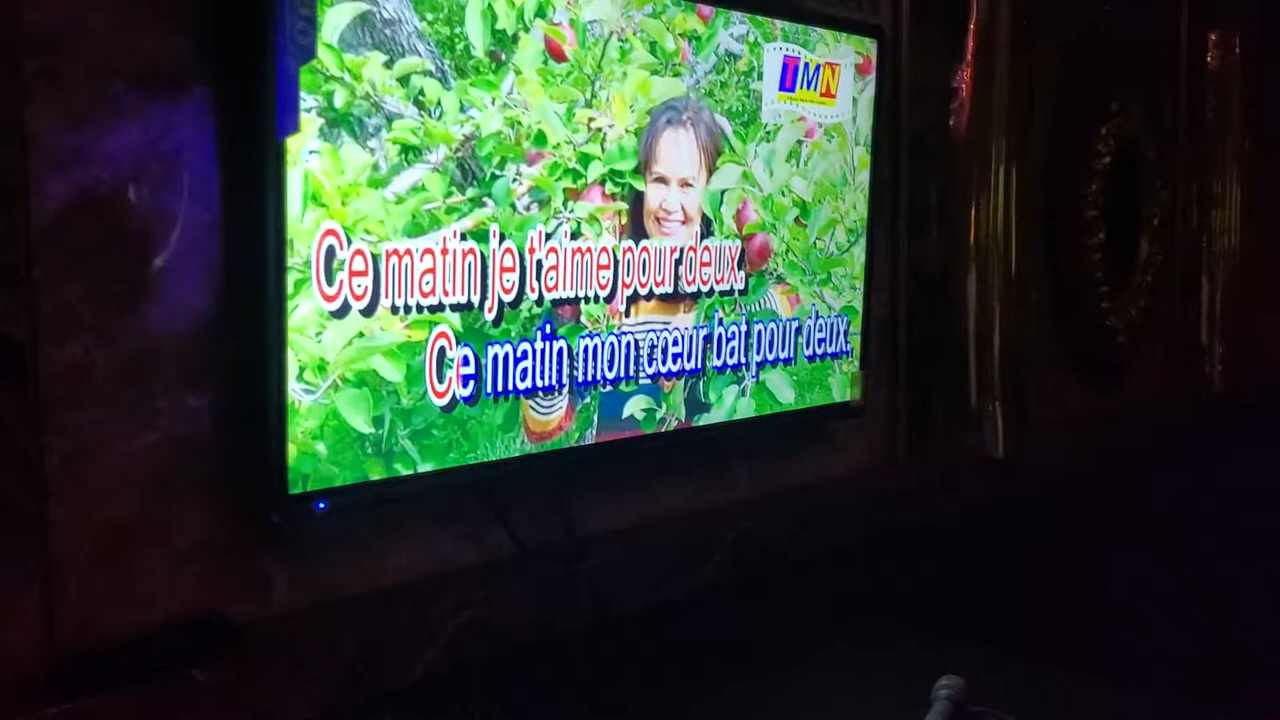 TMN
Ce matin je t'aime pour deux.
Ce matin mon cœur bat pour deux.